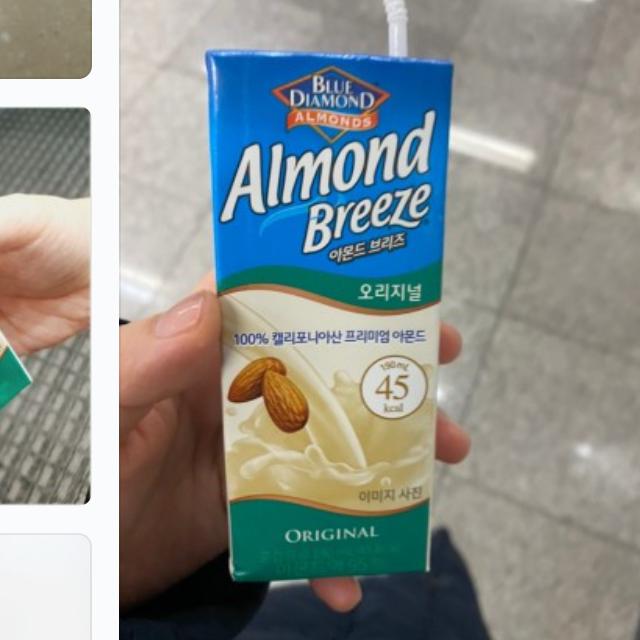 BLUE
DIAMOND
ALMONDS
Almond
Breeze
아몬드 브리즈
오리지널
100% 캘리포니아산 프리미엄 아몬드
190 mL
45
kcal
이미지 사진
ORIGINAL